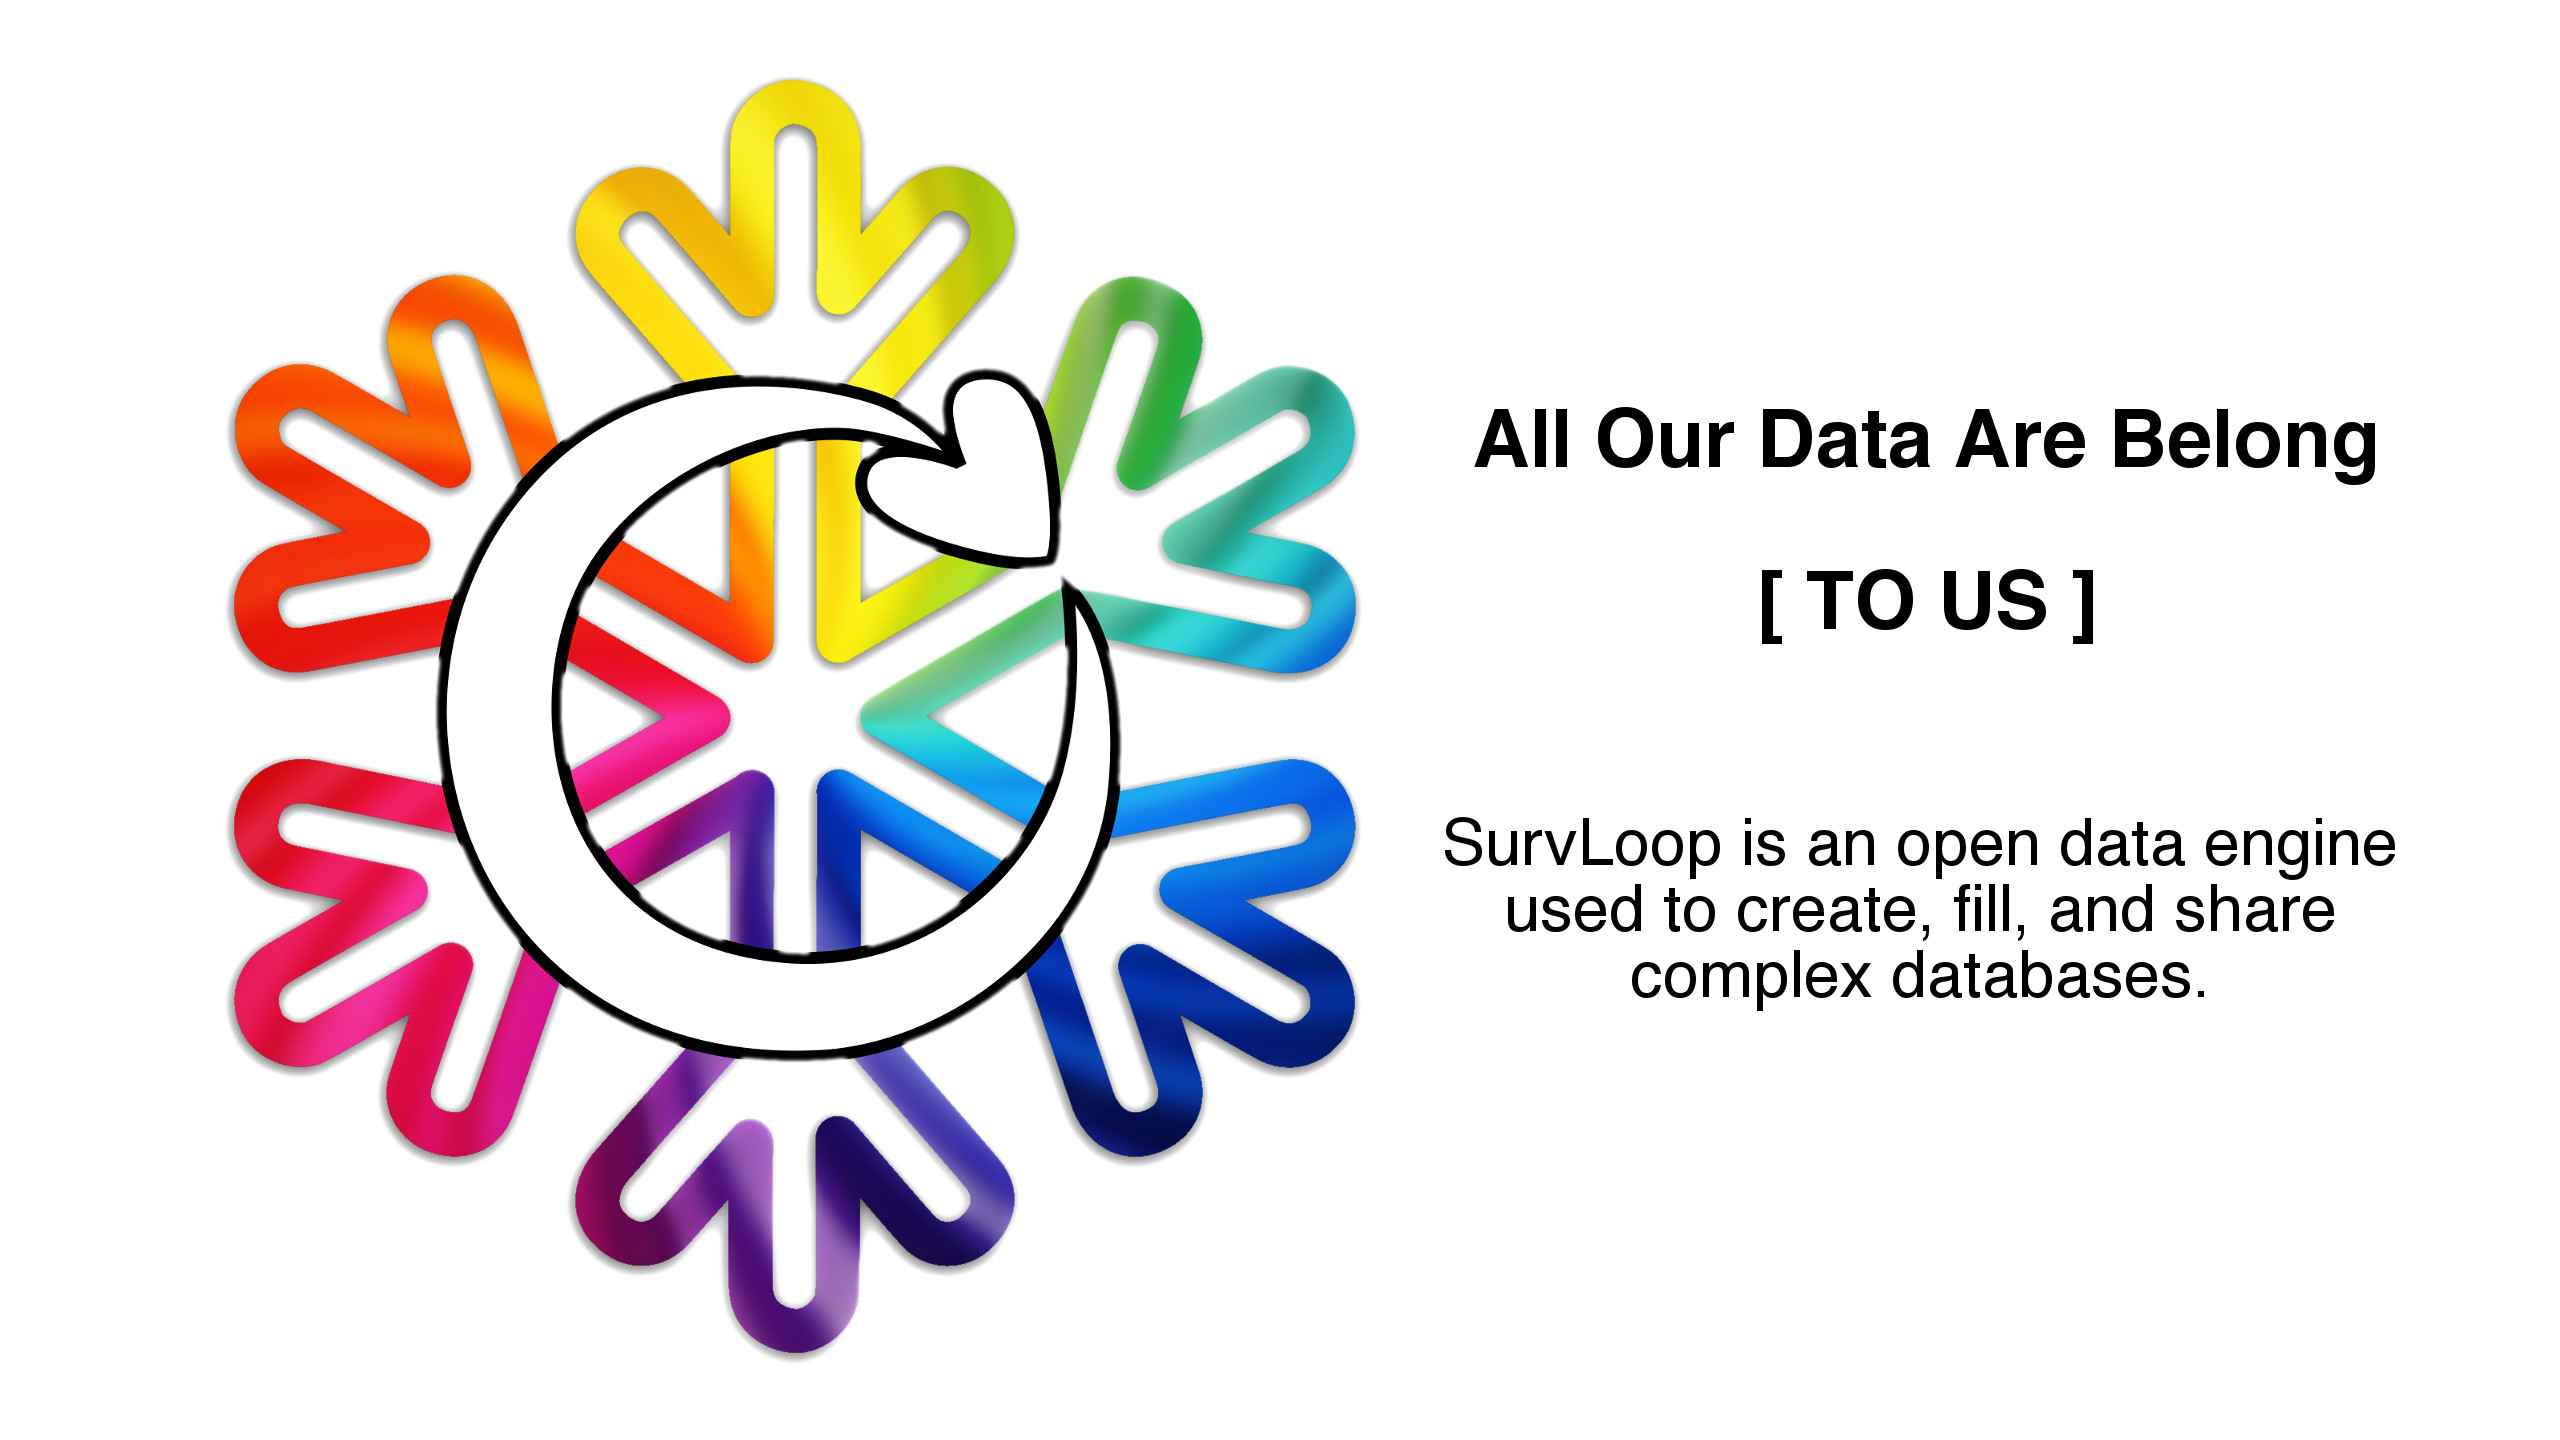 All Our Data Are Belong
[ TO US ]
SurvLoop is an open data engine
used to create, fill, and share
complex databases.